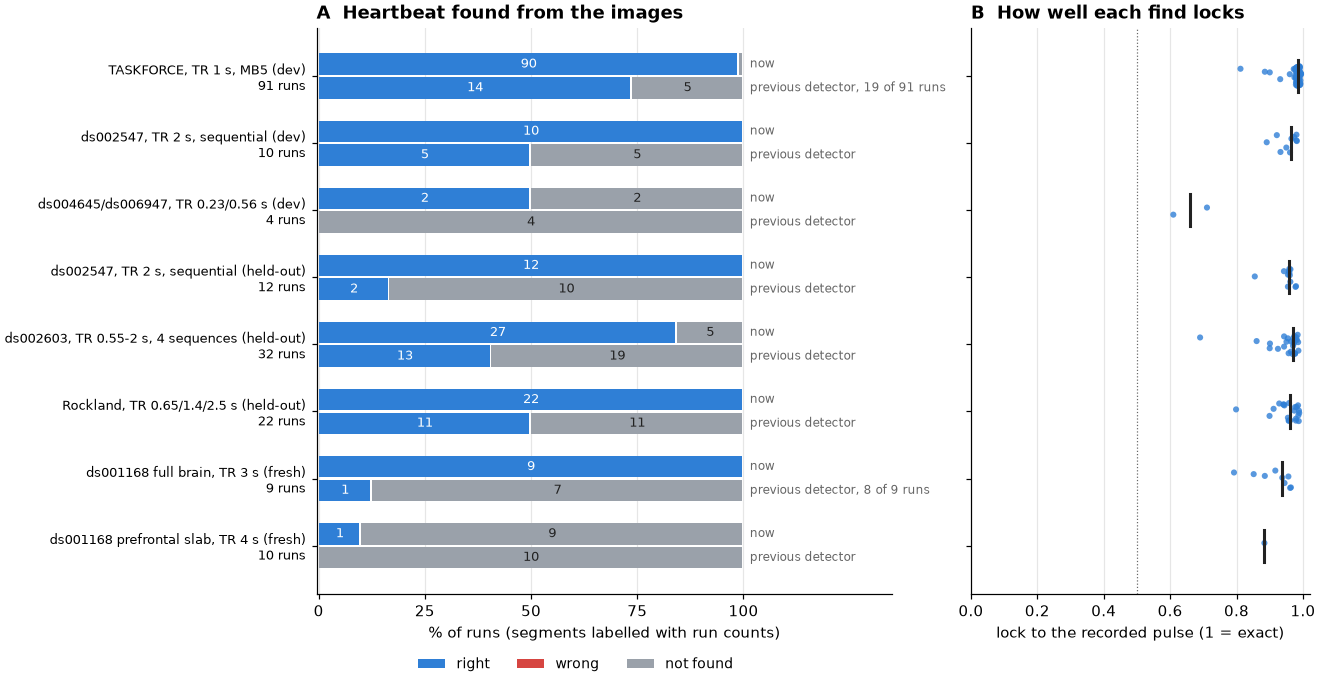 A Heartbeat found from the images
B How well each find locks
TASKFORCE, TR 1 s, MB5 (dev)
91 runs
90
now
14
5
previous detector, 19 of 91 runs
ds002547, TR 2 s, sequential (dev)
10 runs
10
now
5
5
previous detector
ds004645/ds006947, TR 0.23/0.56 s (dev)
4 runs
2
2
now
4
previous detector
ds002547, TR 2 s, sequential (held-out)
12 runs
12
now
2
10
previous detector
ds002603, TR 0.55-2 s, 4 sequences (held-out)
32 runs
27
5
now
13
19
previous detector
Rockland, TR 0.65/1.4/2.5 s (held-out)
22 runs
22
now
11
11
previous detector
ds001168 full brain, TR 3 s (fresh)
9 runs
9
now
1
7
previous detector, 8 of 9 runs
ds001168 prefrontal slab, TR 4 s (fresh)
10 runs
1
9
now
10
previous detector
0 25 50 75 100
% of runs (segments labelled with run counts)
right wrong not found
0.0 0.2 0.4 0.6 0.8 1.0
lock to the recorded pulse (1 = exact)